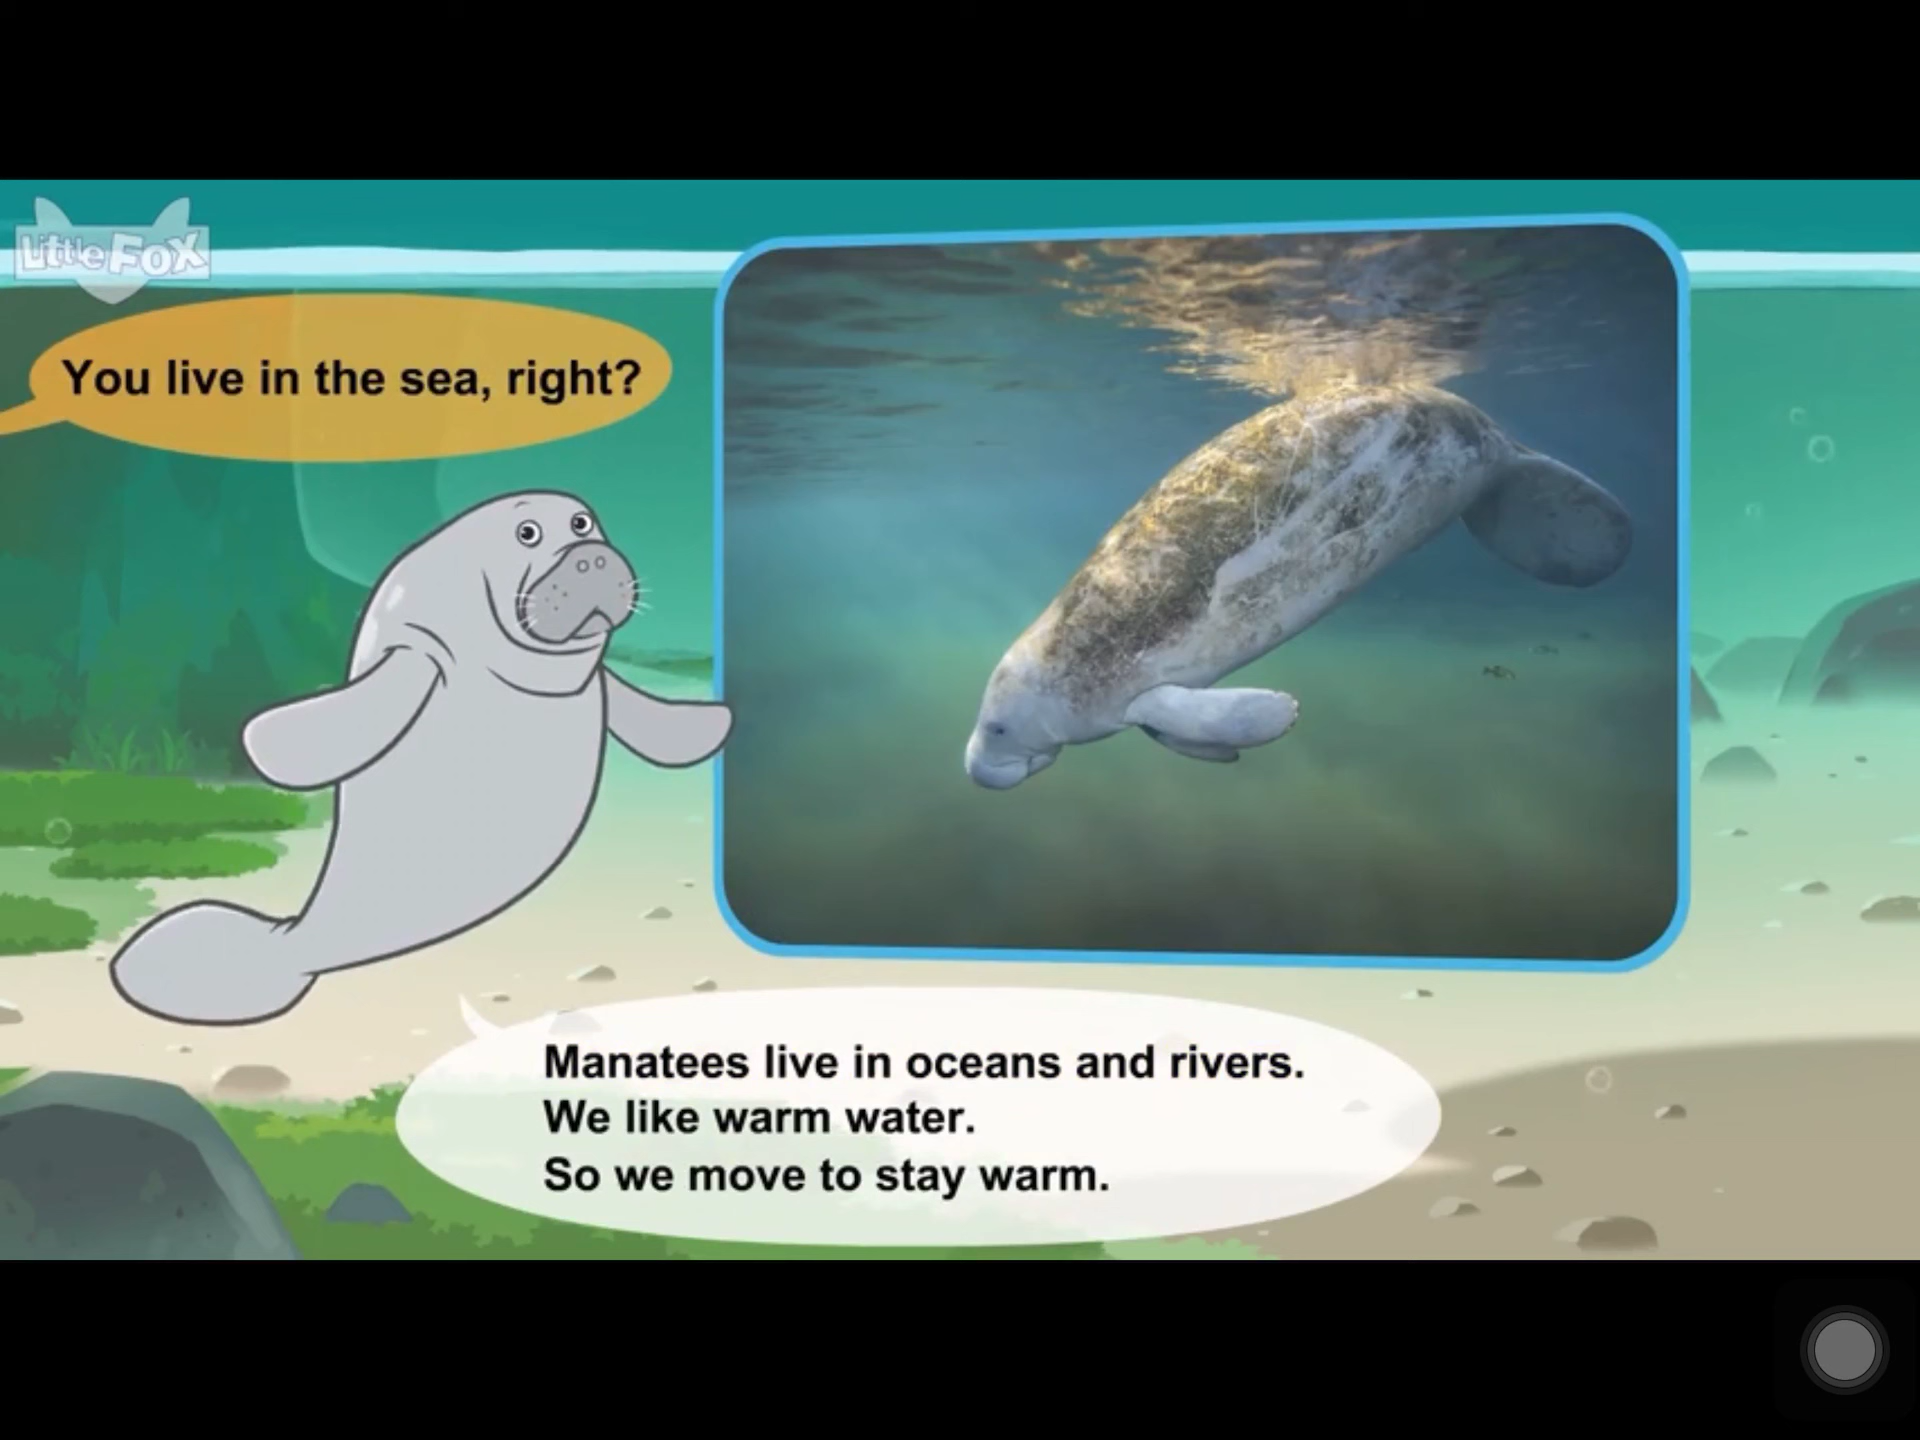 Little Fox
You live in the sea, right?
Manatees live in oceans and rivers.
We like warm water.
So we move to stay warm.